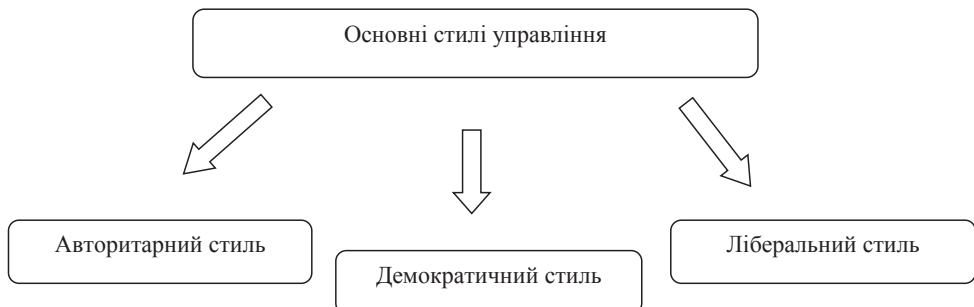 Основні стилі управління
Авторитарний стиль
Демократичний стиль
Ліберальний стиль